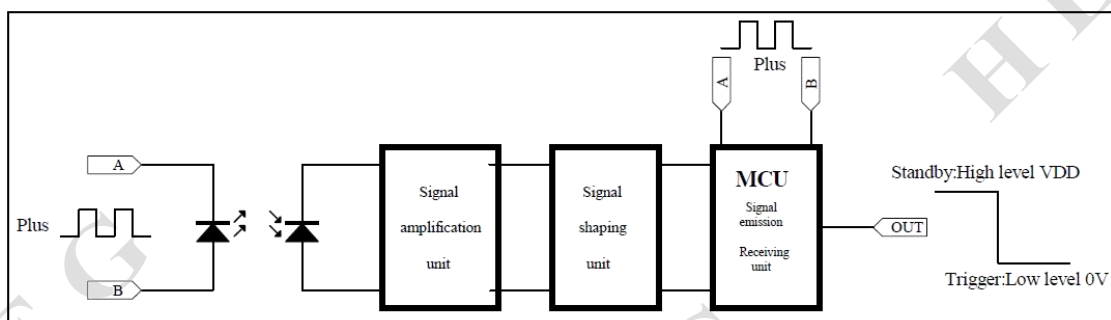 Plus
A
B
Plus
A
B
Signal
amplification
unit
Signal
shaping
unit
MCU
Signal
emission
Receiving
unit
A
B
OUT
Standby:High level VDD
Trigger:Low level 0V
H
F G